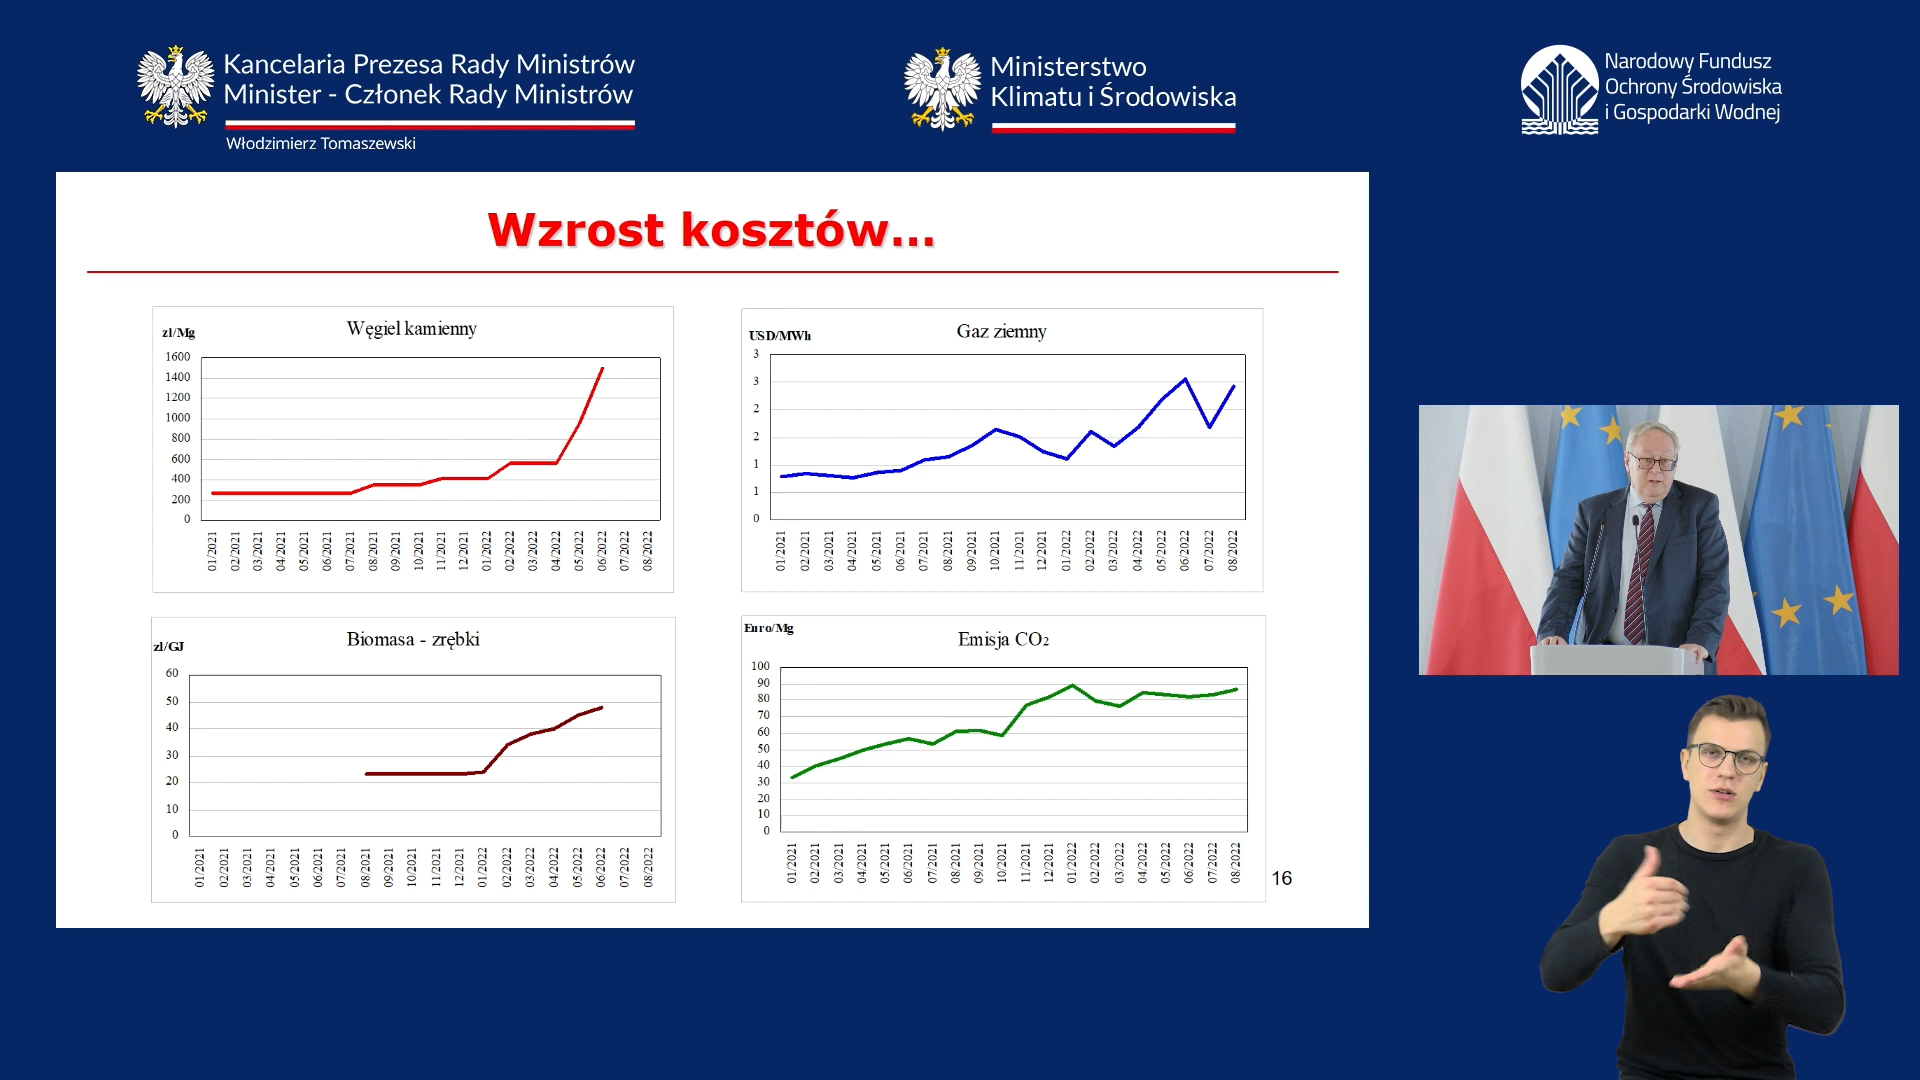 Kancelaria Prezesa Rady Ministrów
Minister - Członek Rady Ministrów
Włodzimierz Tomaszewski
Ministerstwo
Klimatu i Środowiska
Narodowy Fundusz
Ochrony Środowiska
i Gospodarki Wodnej
Wzrost kosztów...
zł/Mg
Węgiel kamienny
1600
1400
1200
1000
800
600
400
200
0
01/2021 02/2021 03/2021 04/2021 05/2021 06/2021 07/2021 08/2021 09/2021 10/2021 11/2021 12/2021 01/2022 02/2022 03/2022 04/2022 05/2022 06/2022 07/2022 08/2022
USD/MWh
Gaz ziemny
3
3
2
2
1
1
0
01/2021 02/2021 03/2021 04/2021 05/2021 06/2021 07/2021 08/2021 09/2021 10/2021 11/2021 12/2021 01/2022 02/2022 03/2022 04/2022 05/2022 06/2022 07/2022 08/2022
zł/GJ
Biomasa - zrębki
60
50
40
30
20
10
0
01/2021 02/2021 03/2021 04/2021 05/2021 06/2021 07/2021 08/2021 09/2021 10/2021 11/2021 12/2021 01/2022 02/2022 03/2022 04/2022 05/2022 06/2022 07/2022 08/2022
Euro/Mg
Emisja CO₂
100
90
80
70
60
50
40
30
20
10
0
01/2021 02/2021 03/2021 04/2021 05/2021 06/2021 07/2021 08/2021 09/2021 10/2021 11/2021 12/2021 01/2022 02/2022 03/2022 04/2022 05/2022 06/2022 07/2022 08/2022
16